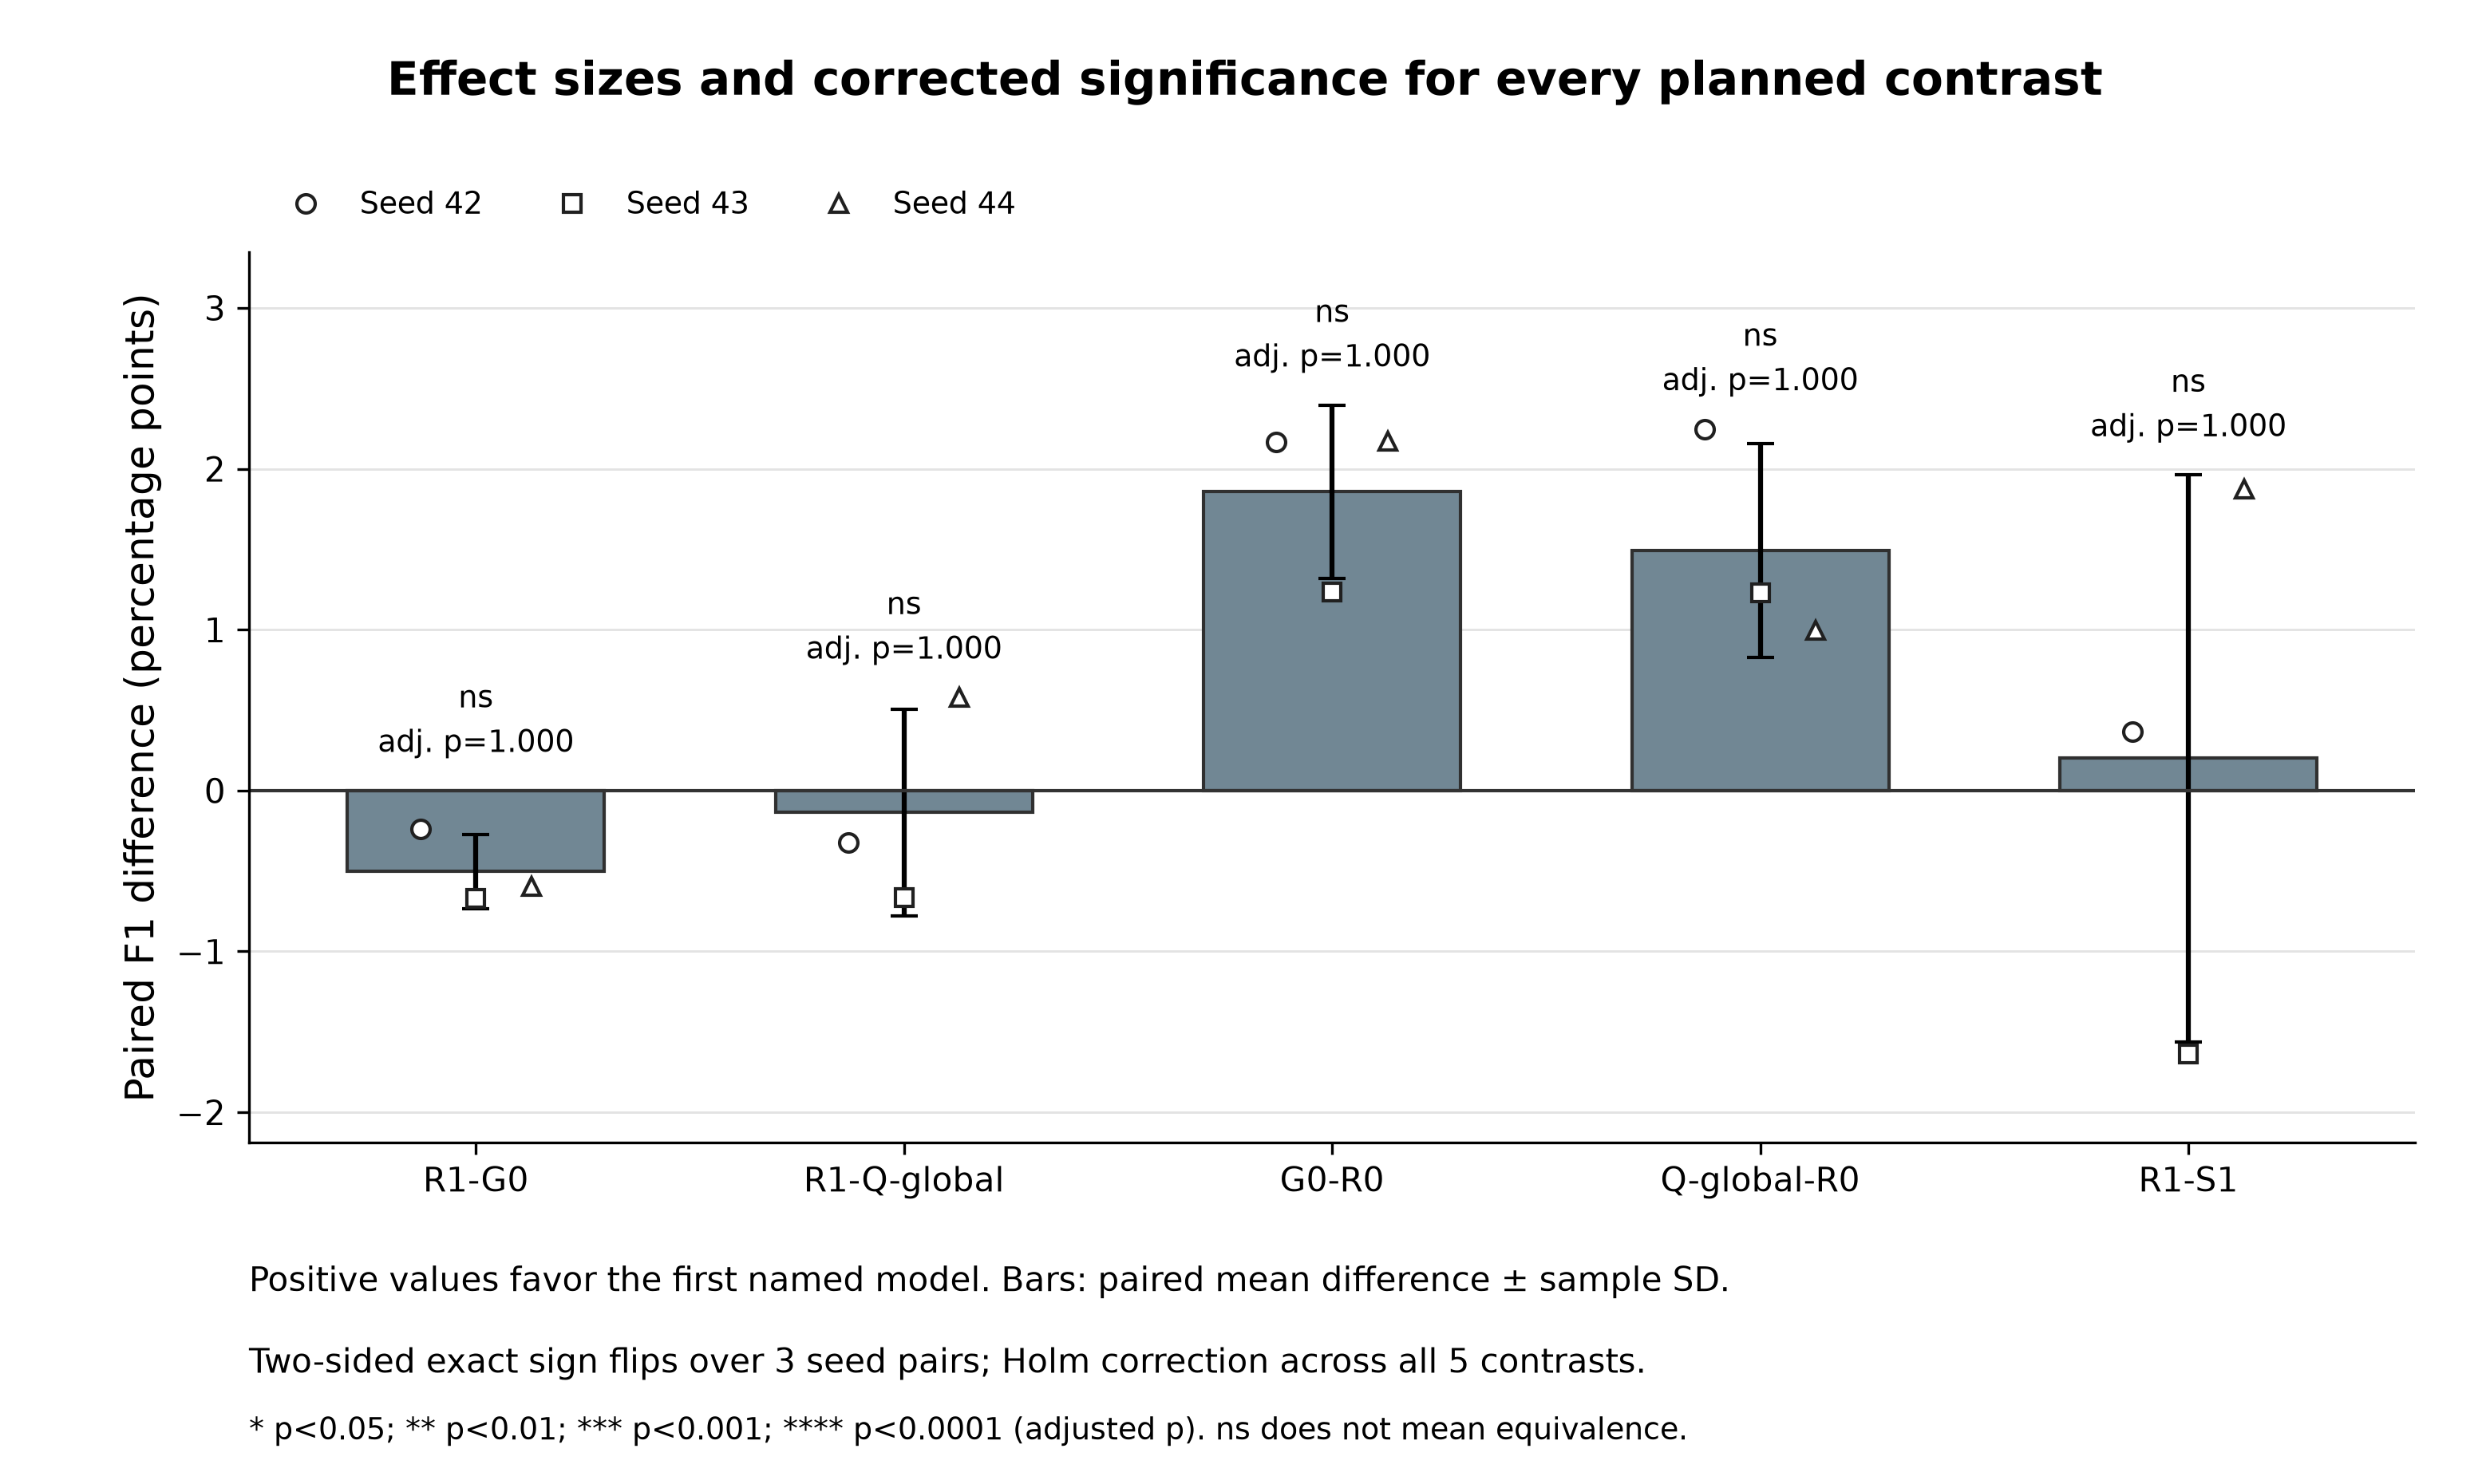 Effect sizes and corrected significance for every planned contrast
Seed 42 Seed 43 Seed 44
Paired F1 difference (percentage points)
3
2
1
0
−1
−2
ns
adj. p=1.000
ns
adj. p=1.000
ns
adj. p=1.000
ns
adj. p=1.000
ns
adj. p=1.000
R1-G0 R1-Q-global G0-R0 Q-global-R0 R1-S1
Positive values favor the first named model. Bars: paired mean difference ± sample SD.
Two-sided exact sign flips over 3 seed pairs; Holm correction across all 5 contrasts.
* p<0.05; ** p<0.01; *** p<0.001; **** p<0.0001 (adjusted p). ns does not mean equivalence.